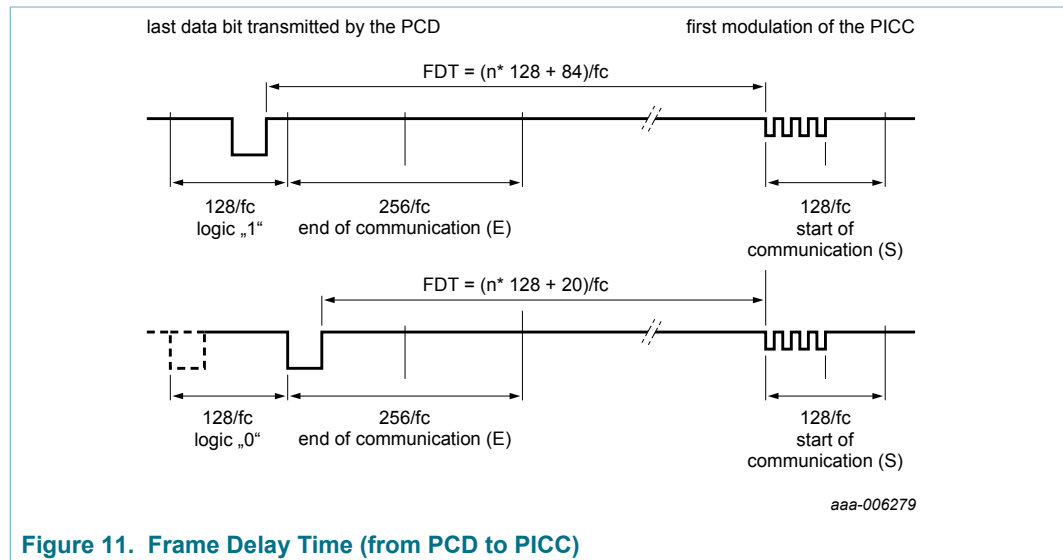 last data bit transmitted by the PCD
first modulation of the PICC
FDT = (n* 128 + 84)/fc
128/fc
logic „1“
256/fc
end of communication (E)
128/fc
start of
communication (S)
FDT = (n* 128 + 20)/fc
128/fc
logic „0“
256/fc
end of communication (E)
128/fc
start of
communication (S)
aaa-006279
Figure 11. Frame Delay Time (from PCD to PICC)